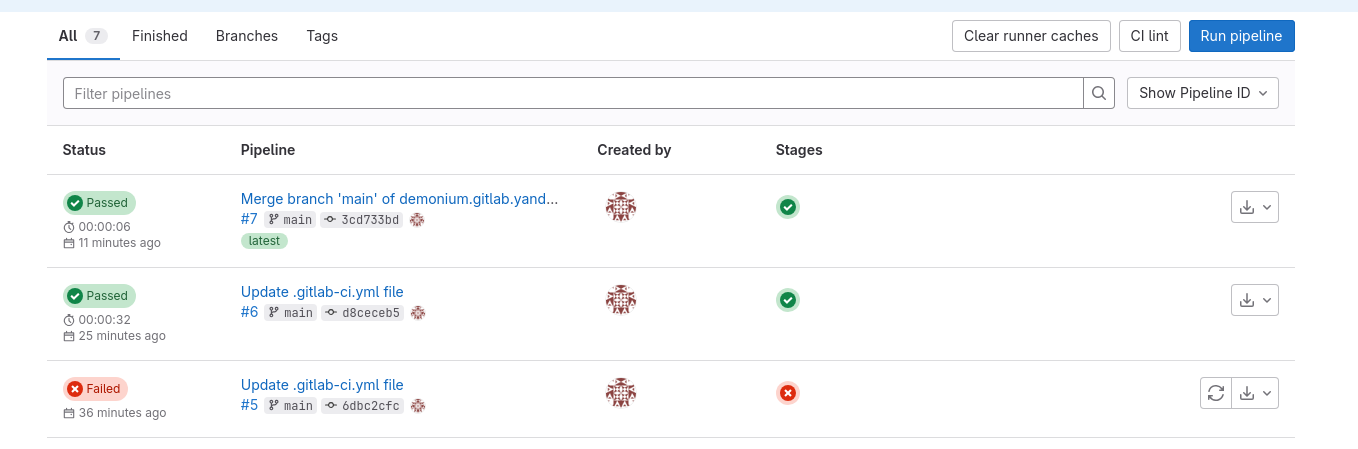 All 7 Finished Branches Tags Clear runner caches CI lint Run pipeline
Filter pipelines Show Pipeline ID
Status Pipeline Created by Stages
Passed Merge branch 'main' of demonium.gitlab.yand...
00:00:06 #7 main 3cd733bd
11 minutes ago latest
Passed Update .gitlab-ci.yml file
00:00:32 #6 main d8ceceb5
25 minutes ago
Failed Update .gitlab-ci.yml file
36 minutes ago #5 main 6dbc2cfc